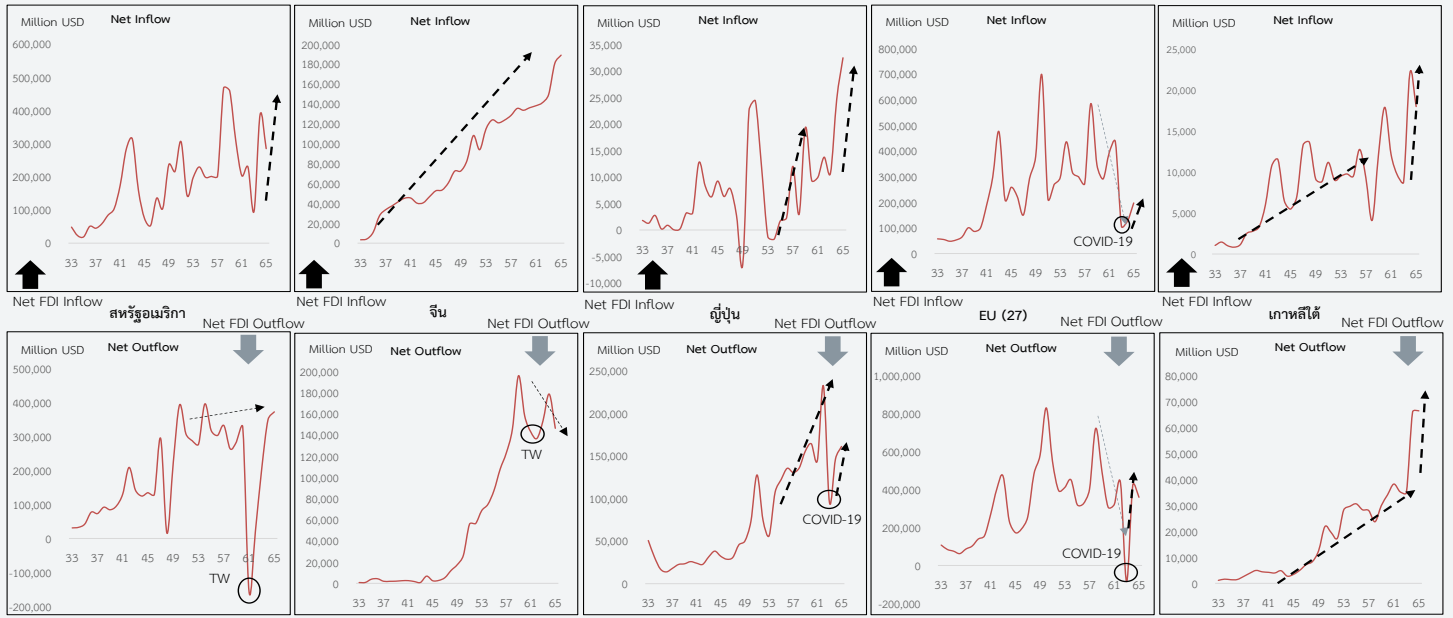 Million USD
Net Inflow
600,000
500,000
400,000
300,000
200,000
100,000
0
33 37 41 45 49 53 57 61 65
Net FDI Inflow
Million USD
Net Inflow
200,000
180,000
160,000
140,000
120,000
100,000
80,000
60,000
40,000
20,000
0
33 37 41 45 49 53 57 61 65
Net FDI Inflow
Million USD
Net Inflow
35,000
30,000
25,000
20,000
15,000
10,000
5,000
0
-5,000
-10,000
33 37 41 45 49 53 57 61 65
Net FDI Inflow
Million USD
Net Inflow
800,000
700,000
600,000
500,000
400,000
300,000
200,000
100,000
0
COVID-19
33 37 41 45 49 53 57 61 65
Net FDI Inflow
Million USD
Net Inflow
25,000
20,000
15,000
10,000
5,000
0
33 37 41 45 49 53 57 61 65
Net FDI Inflow
สหรัฐอเมริกา
จีน
ญี่ปุ่น
EU (27)
เกาหลีใต้
Net FDI Outflow
Million USD
Net Outflow
500,000
400,000
300,000
200,000
100,000
0
-100,000
-200,000
33 37 41 45 49 53 57 61 65
TW
Net FDI Outflow
Million USD
Net Outflow
200,000
180,000
160,000
140,000
120,000
100,000
80,000
60,000
40,000
20,000
0
TW
33 37 41 45 49 53 57 61 65
Net FDI Outflow
Million USD
Net Outflow
250,000
200,000
150,000
100,000
50,000
0
COVID-19
33 37 41 45 49 53 57 61 65
Net FDI Outflow
Million USD
Net Outflow
1,000,000
800,000
600,000
400,000
200,000
0
-200,000
COVID-19
33 37 41 45 49 53 57 61 65
Net FDI Outflow
Million USD
Net Outflow
80,000
70,000
60,000
50,000
40,000
30,000
20,000
10,000
0
33 37 41 45 49 53 57 61 65